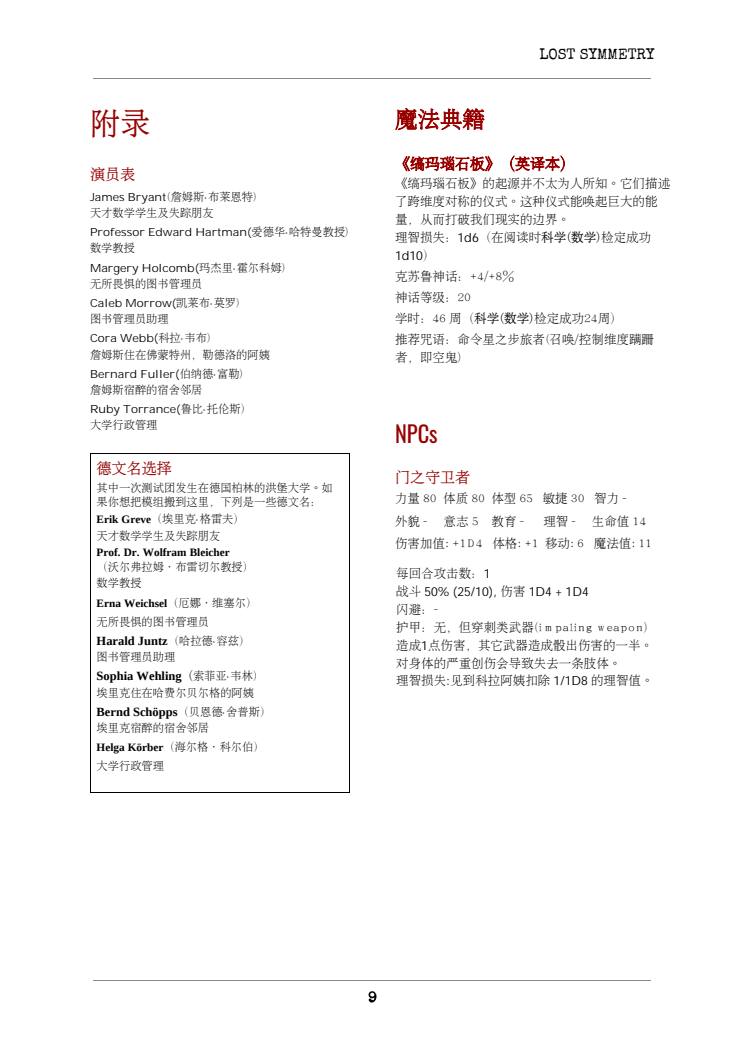 LOST SYMMETRY
附录
演员表
James Bryant(詹姆斯·布莱恩特)
天才数学学生及失踪朋友
Professor Edward Hartman(爱德华·哈特曼教授)
数学教授
Margery Holcomb(玛杰里·霍尔科姆)
无所畏惧的图书管理员
Caleb Morrow(凯莱布·莫罗)
图书管理员助理
Cora Webb(科拉·韦布)
詹姆斯住在佛蒙特州，勒德洛的阿姨
Bernard Fuller(伯纳德·富勒)
詹姆斯宿醉的宿舍邻居
Ruby Torrance(鲁比·托伦斯)
大学行政管理
德文名选择
其中一次测试团发生在德国柏林的洪堡大学。如
果你想把模组搬到这里，下列是一些德文名:
Erik Greve（埃里克·格雷夫）
天才数学学生及失踪朋友
Prof. Dr. Wolfram Bleicher
（沃尔弗拉姆・布雷切尔教授）
数学教授
Erna Weichsel（厄娜・维塞尔）
无所畏惧的图书管理员
Harald Juntz（哈拉德·容兹）
图书管理员助理
Sophia Wehling（索菲亚·韦林）
埃里克住在哈费尔贝尔格的阿姨
Bernd Schöpps（贝恩德·舍普斯）
埃里克宿醉的宿舍邻居
Helga Körber（海尔格・科尔伯）
大学行政管理
魔法典籍
《缟玛瑙石板》（英译本）
《缟玛瑙石板》的起源并不太为人所知。它们描述
了跨维度对称的仪式。这种仪式能唤起巨大的能
量，从而打破我们现实的边界。
理智损失：1d6（在阅读时科学(数学)检定成功
1d10）
克苏鲁神话：+4/+8%
神话等级：20
学时：46 周（科学(数学)检定成功24周）
推荐咒语：命令星之步旅者(召唤/控制维度蹒跚
者，即空鬼)
NPCs
门之守卫者
力量 80 体质 80 体型 65 敏捷 30 智力 -
外貌 - 意志 5 教育 - 理智 - 生命值 14
伤害加值: +1D4 体格: +1 移动: 6 魔法值: 11
每回合攻击数：1
战斗 50% (25/10), 伤害 1D4 + 1D4
闪避：-
护甲：无，但穿刺类武器(impaling weapon)
造成1点伤害，其它武器造成骰出伤害的一半。
对身体的严重创伤会导致失去一条肢体。
理智损失:见到科拉阿姨扣除 1/1D8 的理智值。
9